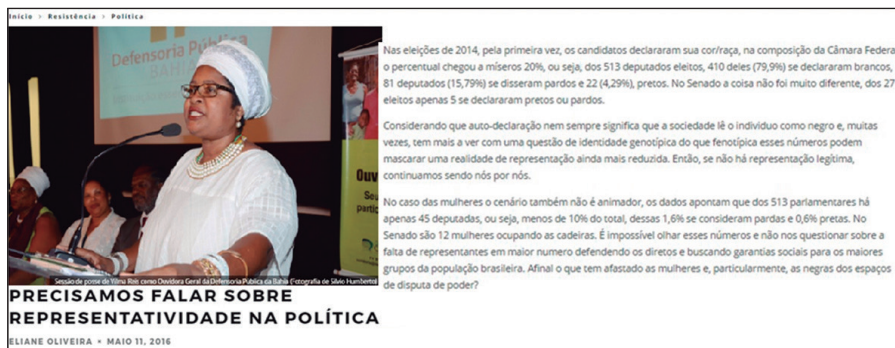 Início > Resistência > Política
Defensoria Pública
BAHIA
Ouv
Seu
partici
Sessão de posse de Vilma Reis como Ouvidora Geral da Defensoria Pública da Bahia (Fotografia de Silvio Humberto)
PRECISAMOS FALAR SOBRE
REPRESENTATIVIDADE NA POLÍTICA
ELIANE OLIVEIRA × MAIO 11, 2016
Nas eleições de 2014, pela primeira vez, os candidatos declararam sua cor/raça, na composição da Câmara Federa
o percentual chegou a míseros 20%, ou seja, dos 513 deputados eleitos, 410 deles (79,9%) se declararam brancos,
81 deputados (15,79%) se disseram pardos e 22 (4,29%), pretos. No Senado a coisa não foi muito diferente, dos 27
eleitos apenas 5 se declararam pretos ou pardos.
Considerando que auto-declaração nem sempre significa que a sociedade lê o individuo como negro e, muitas
vezes, tem mais a ver com uma questão de identidade genotípica do que fenotípica esses números podem
mascarar uma realidade de representação ainda mais reduzida. Então, se não há representação legítima,
continuamos sendo nós por nós.
No caso das mulheres o cenário também não é animador, os dados apontam que dos 513 parlamentares há
apenas 45 deputadas, ou seja, menos de 10% do total, dessas 1,6% se consideram pardas e 0,6% pretas. No
Senado são 12 mulheres ocupando as cadeiras. É impossível olhar esses números e não nos questionar sobre a
falta de representantes em maior numero defendendo os diretos e buscando garantias sociais para os maiores
grupos da população brasileira. Afinal o que tem afastado as mulheres e, particularmente, as negras dos espaços
de disputa de poder?